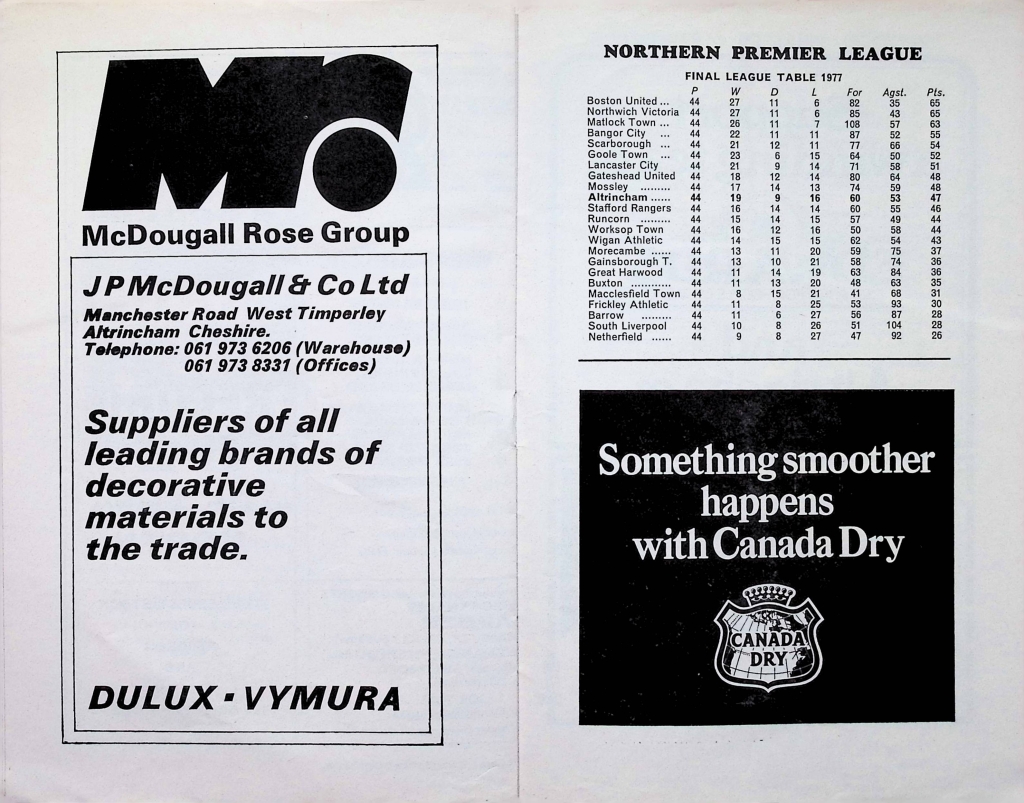 Mr
McDougall Rose Group
JP McDougall & Co Ltd
Manchester Road West Timperley
Altrincham Cheshire.
Telephone: 061 973 6206 (Warehouse)
061 973 8331 (Offices)
Suppliers of all
leading brands of
decorative
materials to
the trade.
DULUX · VYMURA
NORTHERN PREMIER LEAGUE
FINAL LEAGUE TABLE 1977
P W D L For Agst. Pts.
Boston United ... 44 27 11 6 82 35 65
Northwich Victoria 44 27 11 6 85 43 65
Matlock Town ... 44 26 11 7 108 57 63
Bangor City ... 44 22 11 11 87 52 55
Scarborough ... 44 21 12 11 77 66 54
Goole Town ... 44 23 6 15 64 50 52
Lancaster City 44 21 9 14 71 58 51
Gateshead United 44 18 12 14 80 64 48
Mossley ......... 44 17 14 13 74 59 48
Altrincham ...... 44 19 9 16 60 53 47
Stafford Rangers 44 16 14 14 60 55 46
Runcorn ......... 44 15 14 15 57 49 44
Worksop Town 44 16 12 16 50 58 44
Wigan Athletic 44 14 15 15 62 54 43
Morecambe ...... 44 13 11 20 59 75 37
Gainsborough T. 44 13 10 21 58 74 36
Great Harwood 44 11 14 19 63 84 36
Buxton ............ 44 11 13 20 48 63 35
Macclesfield Town 44 8 15 21 41 68 31
Frickley Athletic 44 11 8 25 53 93 30
Barrow ......... 44 11 6 27 56 87 28
South Liverpool 44 10 8 26 51 104 28
Netherfield ...... 44 9 8 27 47 92 26
Something smoother
happens
with Canada Dry
CANADA
DRY